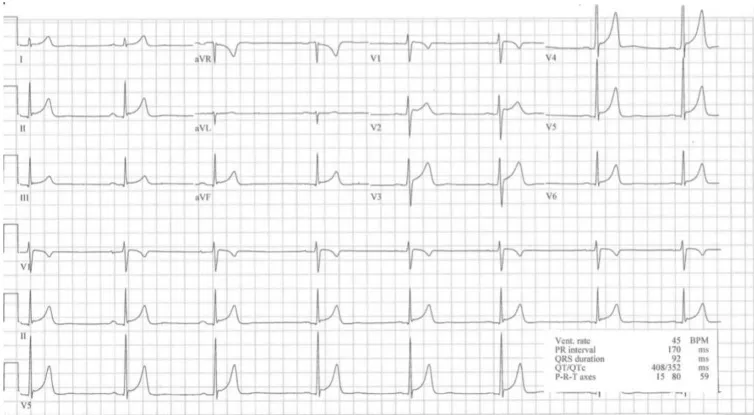 I aVR V1 V4
II aVL V2 V5
III aVF V3 V6
V1
II
V5
Vent. rate 45 BPM
PR interval 170 ms
QRS duration 92 ms
QT/QTc 408/352 ms
P-R-T axes 15 80 59